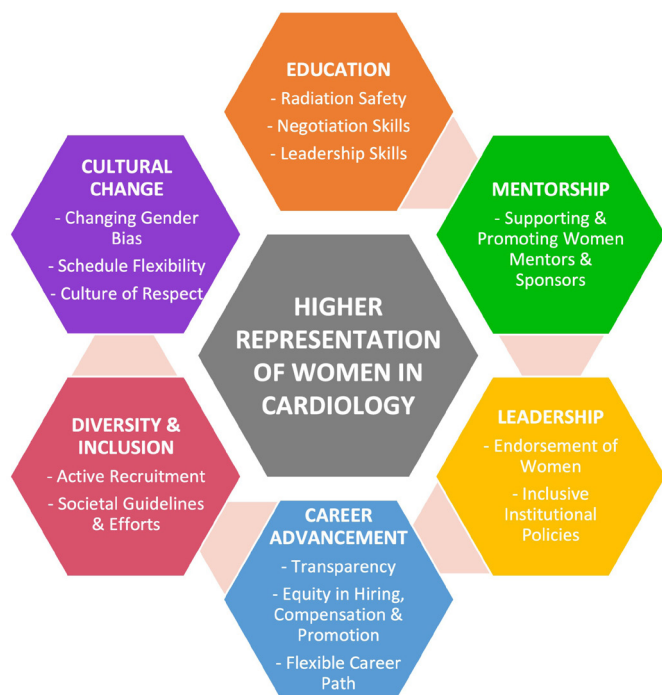 EDUCATION
- Radiation Safety
- Negotiation Skills
- Leadership Skills
CULTURAL
CHANGE
- Changing Gender
Bias
- Schedule Flexibility
- Culture of Respect
MENTORSHIP
- Supporting &
Promoting Women
Mentors &
Sponsors
HIGHER
REPRESENTATION
OF WOMEN IN
CARDIOLOGY
DIVERSITY &
INCLUSION
- Active Recruitment
- Societal Guidelines
& Efforts
LEADERSHIP
- Endorsement of
Women
- Inclusive
Institutional
Policies
CAREER
ADVANCEMENT
- Transparency
- Equity in Hiring,
Compensation &
Promotion
- Flexible Career
Path